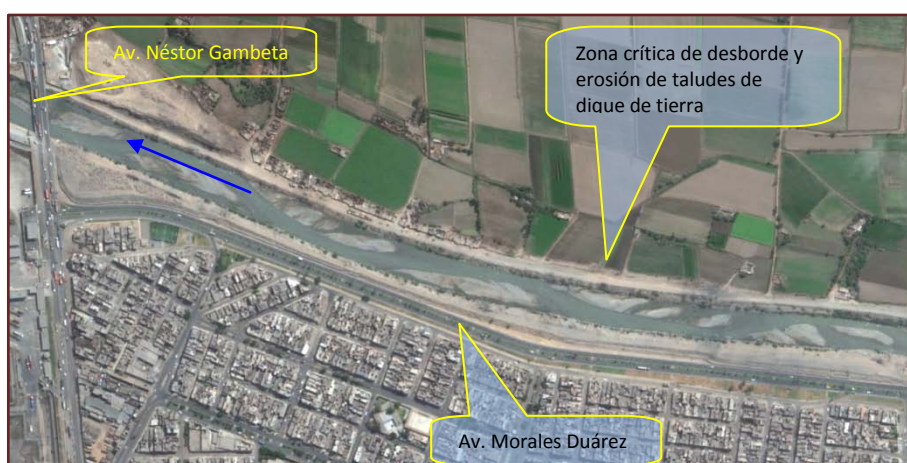 Av. Néstor Gambeta
Zona crítica de desborde y
erosión de taludes de
dique de tierra
Av. Morales Duárez